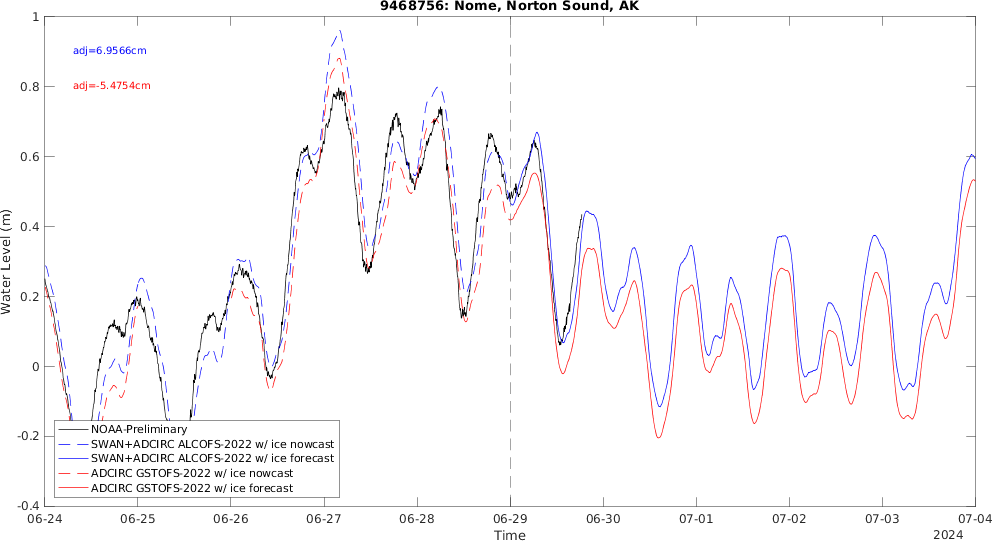 9468756: Nome, Norton Sound, AK
adj=6.9566cm
adj=-5.4754cm
Water Level (m)
1
0.8
0.6
0.4
0.2
0
-0.2
-0.4
NOAA-Preliminary
SWAN+ADCIRC ALCOFS-2022 w/ ice nowcast
SWAN+ADCIRC ALCOFS-2022 w/ ice forecast
ADCIRC GSTOFS-2022 w/ ice nowcast
ADCIRC GSTOFS-2022 w/ ice forecast
06-24 06-25 06-26 06-27 06-28 06-29 06-30 07-01 07-02 07-03 07-04
Time
2024